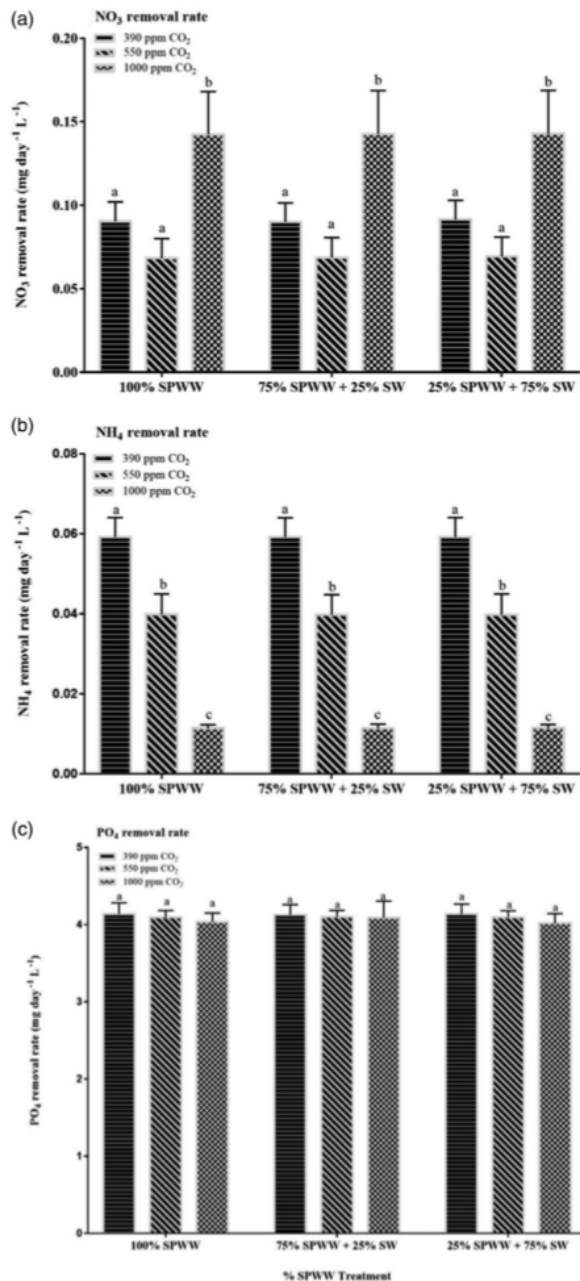 (a)
NO₃ removal rate
390 ppm CO₂
550 ppm CO₂
1000 ppm CO₂
NO₃ removal rate (mg day⁻¹ L⁻¹)
0.20
0.15
0.10
0.05
0.00
a
a
b
a
a
b
a
a
b
100% SPWW
75% SPWW + 25% SW
25% SPWW + 75% SW
(b)
NH₄ removal rate
390 ppm CO₂
550 ppm CO₂
1000 ppm CO₂
NH₄ removal rate (mg day⁻¹ L⁻¹)
0.08
0.06
0.04
0.02
0.00
a
b
c
a
b
c
a
b
c
100% SPWW
75% SPWW + 25% SW
25% SPWW + 75% SW
(c)
PO₄ removal rate
390 ppm CO₂
550 ppm CO₂
1000 ppm CO₂
PO₄ removal rate (mg day⁻¹ L⁻¹)
5
4
3
2
1
0
a
a
a
a
a
a
a
a
a
100% SPWW
75% SPWW + 25% SW
25% SPWW + 75% SW
% SPWW Treatment